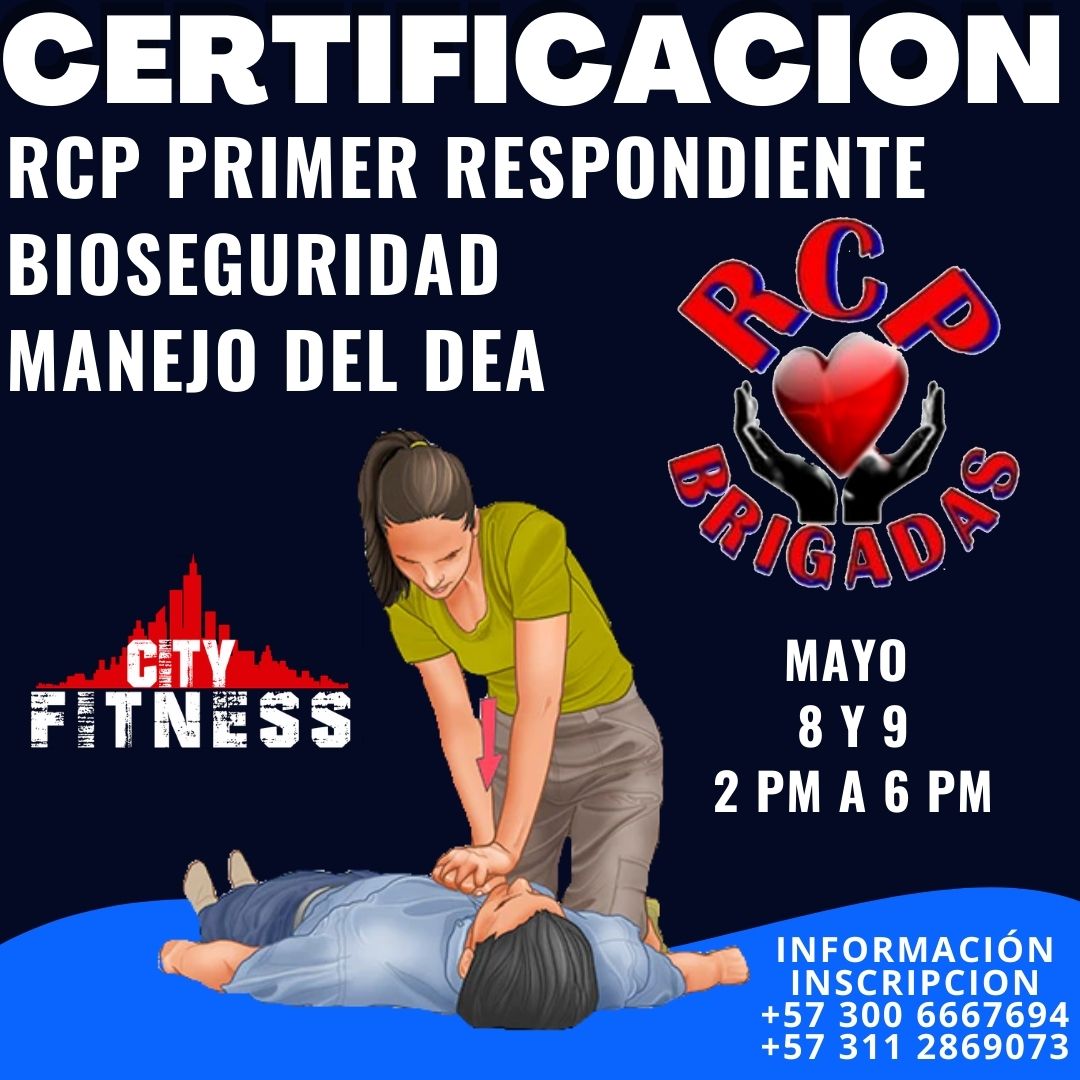 CERTIFICACION
RCP PRIMER RESPONDIENTE
BIOSEGURIDAD
MANEJO DEL DEA
RCP
BRIGADAS
CITY
FITNESS
MAYO
8 Y 9
2 PM A 6 PM
INFORMACIÓN
INSCRIPCION
+57 300 6667694
+57 311 2869073